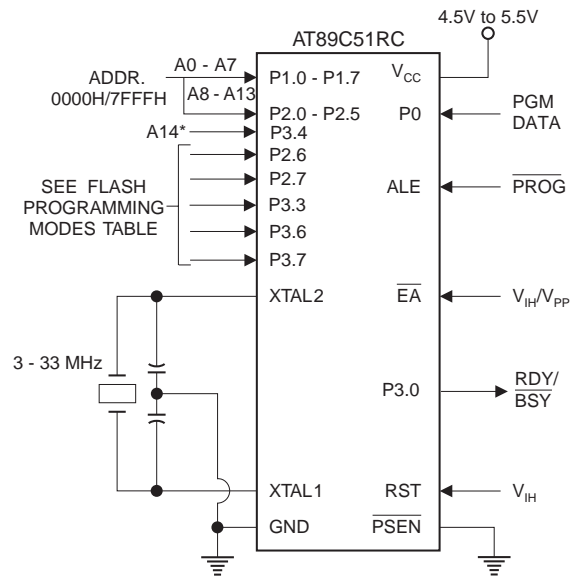 4.5V to 5.5V
AT89C51RC
ADDR.
0000H/7FFFH
A0 - A7
A8 - A13
A14*
SEE FLASH
PROGRAMMING
MODES TABLE
3 - 33 MHz
P1.0 - P1.7
P2.0 - P2.5
P3.4
P2.6
P2.7
P3.3
P3.6
P3.7
XTAL2
XTAL1
GND
VCC
P0
ALE
EA
P3.0
RST
PSEN
PGM
DATA
PROG
VIH/VPP
RDY/
BSY
VIH